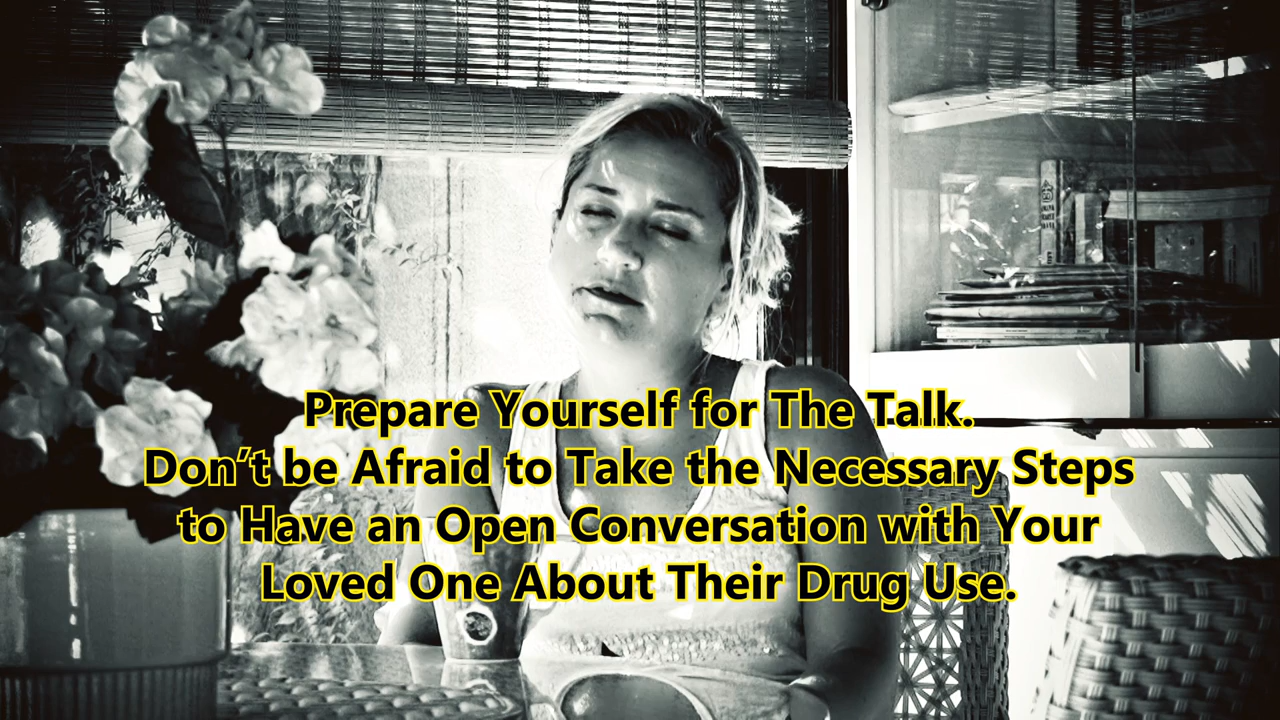 Prepare Yourself for The Talk.
Don’t be Afraid to Take the Necessary Steps
to Have an Open Conversation with Your
Loved One About Their Drug Use.